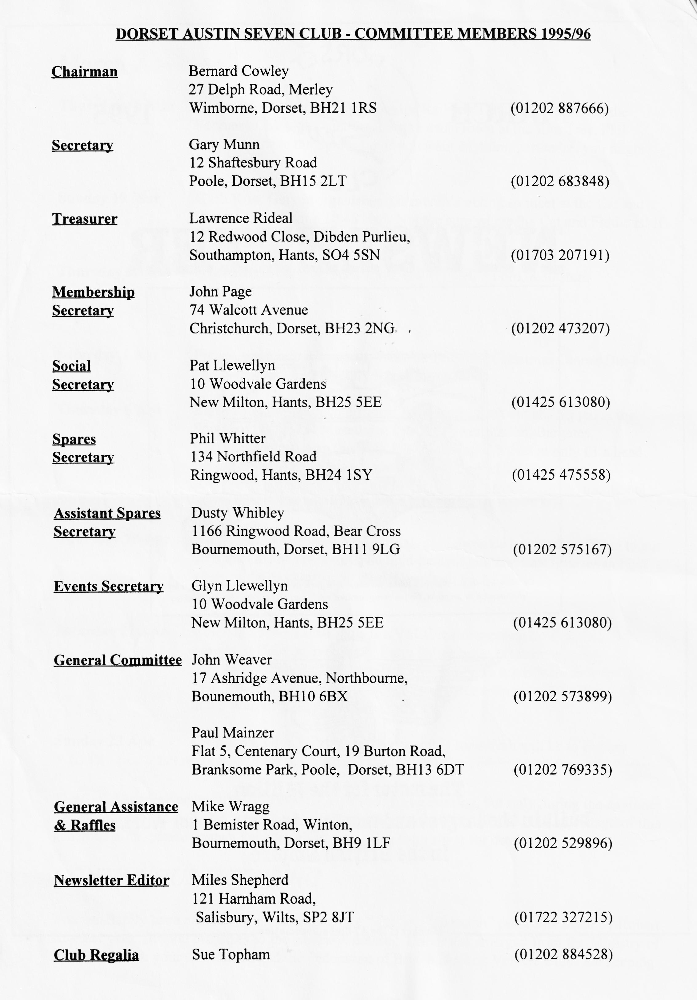 DORSET AUSTIN SEVEN CLUB - COMMITTEE MEMBERS 1995/96
Chairman Bernard Cowley
27 Delph Road, Merley
Wimborne, Dorset, BH21 1RS (01202 887666)
Secretary Gary Munn
12 Shaftesbury Road
Poole, Dorset, BH15 2LT (01202 683848)
Treasurer Lawrence Rideal
12 Redwood Close, Dibden Purlieu,
Southampton, Hants, SO4 5SN (01703 207191)
Membership John Page
Secretary 74 Walcott Avenue
Christchurch, Dorset, BH23 2NG (01202 473207)
Social Pat Llewellyn
Secretary 10 Woodvale Gardens
New Milton, Hants, BH25 5EE (01425 613080)
Spares Phil Whitter
Secretary 134 Northfield Road
Ringwood, Hants, BH24 1SY (01425 475558)
Assistant Spares Dusty Whibley
Secretary 1166 Ringwood Road, Bear Cross
Bournemouth, Dorset, BH11 9LG (01202 575167)
Events Secretary Glyn Llewellyn
10 Woodvale Gardens
New Milton, Hants, BH25 5EE (01425 613080)
General Committee John Weaver
17 Ashridge Avenue, Northbourne,
Bounemouth, BH10 6BX (01202 573899)
Paul Mainzer
Flat 5, Centenary Court, 19 Burton Road,
Branksome Park, Poole, Dorset, BH13 6DT (01202 769335)
General Assistance Mike Wragg
& Raffles 1 Bemister Road, Winton,
Bournemouth, Dorset, BH9 1LF (01202 529896)
Newsletter Editor Miles Shepherd
121 Harnham Road,
Salisbury, Wilts, SP2 8JT (01722 327215)
Club Regalia Sue Topham (01202 884528)